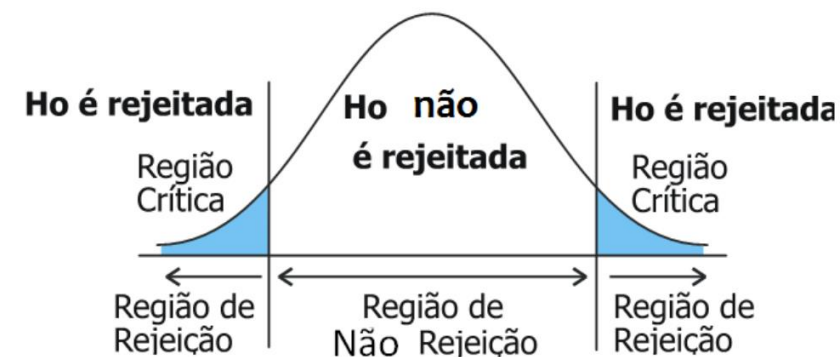 Ho é rejeitada
Ho não
é rejeitada
Ho é rejeitada
Região
Crítica
Região
Crítica
Região de
Rejeição
Região de
Não Rejeição
Região de
Rejeição